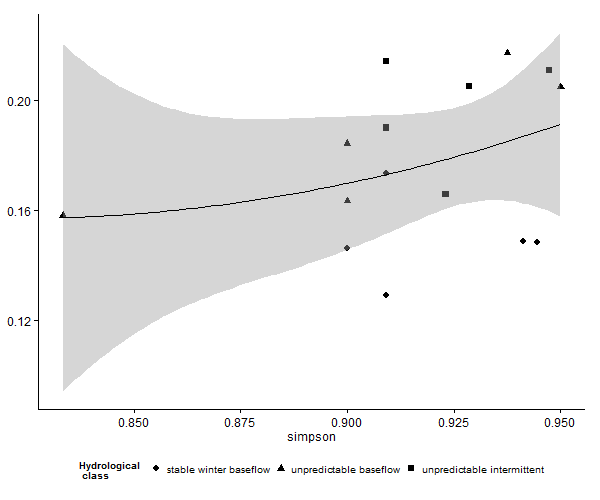 0.20
0.16
0.12
0.850 0.875 0.900 0.925 0.950
simpson
Hydrological
class
stable winter baseflow unpredictable baseflow unpredictable intermittent